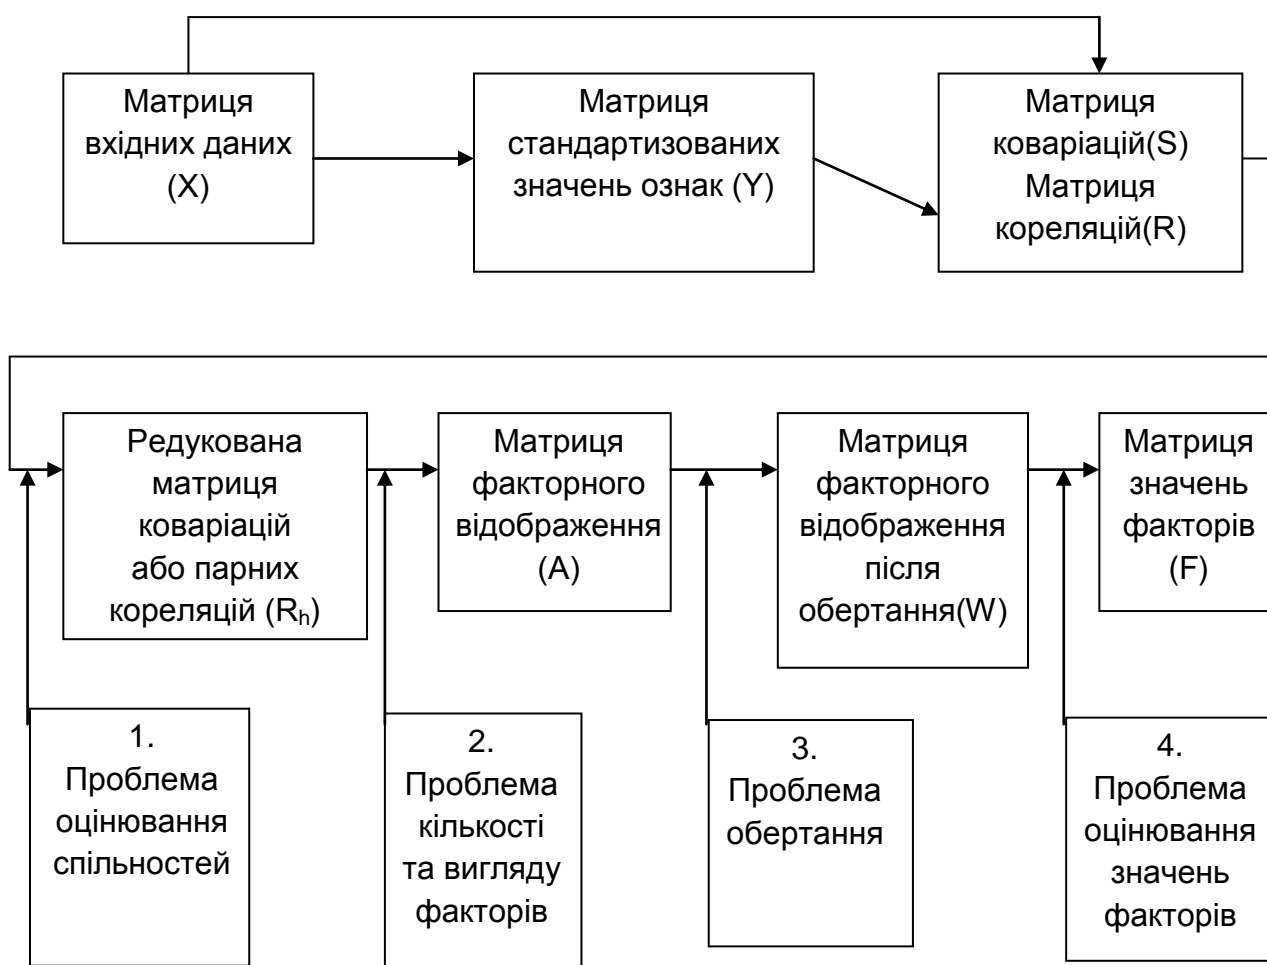 Матриця
вхідних даних
(X)
Матриця
стандартизованих
значень ознак (Y)
Матриця
коваріацій(S)
Матриця
кореляцій(R)
Редукована
матриця
коваріацій
або парних
кореляцій (Rₕ)
Матриця
факторного
відображення
(А)
Матриця
факторного
відображення
після
обертання(W)
Матриця
значень
факторів
(F)
1.
Проблема
оцінювання
спільностей
2.
Проблема
кількості
та вигляду
факторів
3.
Проблема
обертання
4.
Проблема
оцінювання
значень
факторів